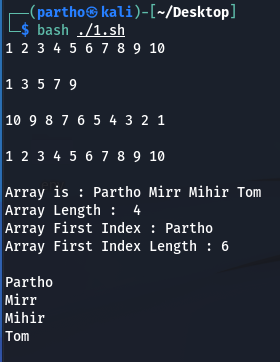 ┌──(partho㉿kali)-[~/Desktop]
└─$ bash ./1.sh
1 2 3 4 5 6 7 8 9 10
1 3 5 7 9
10 9 8 7 6 5 4 3 2 1
1 2 3 4 5 6 7 8 9 10
Array is : Partho Mirr Mihir Tom
Array Length :  4
Array First Index : Partho
Array First Index Length : 6
Partho
Mirr
Mihir
Tom